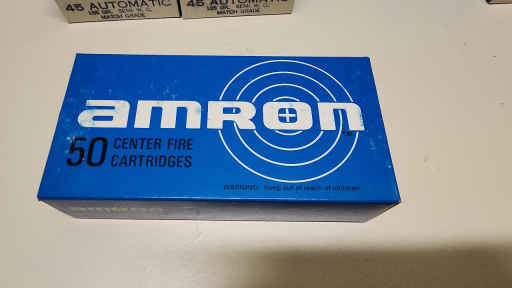 45 AUTOMATIC
MATCH GRADE
45 AUTOMATIC
MATCH GRADE
amron
50 CENTER FIRE
CARTRIDGES
WARNING: Keep out of reach of children
amron